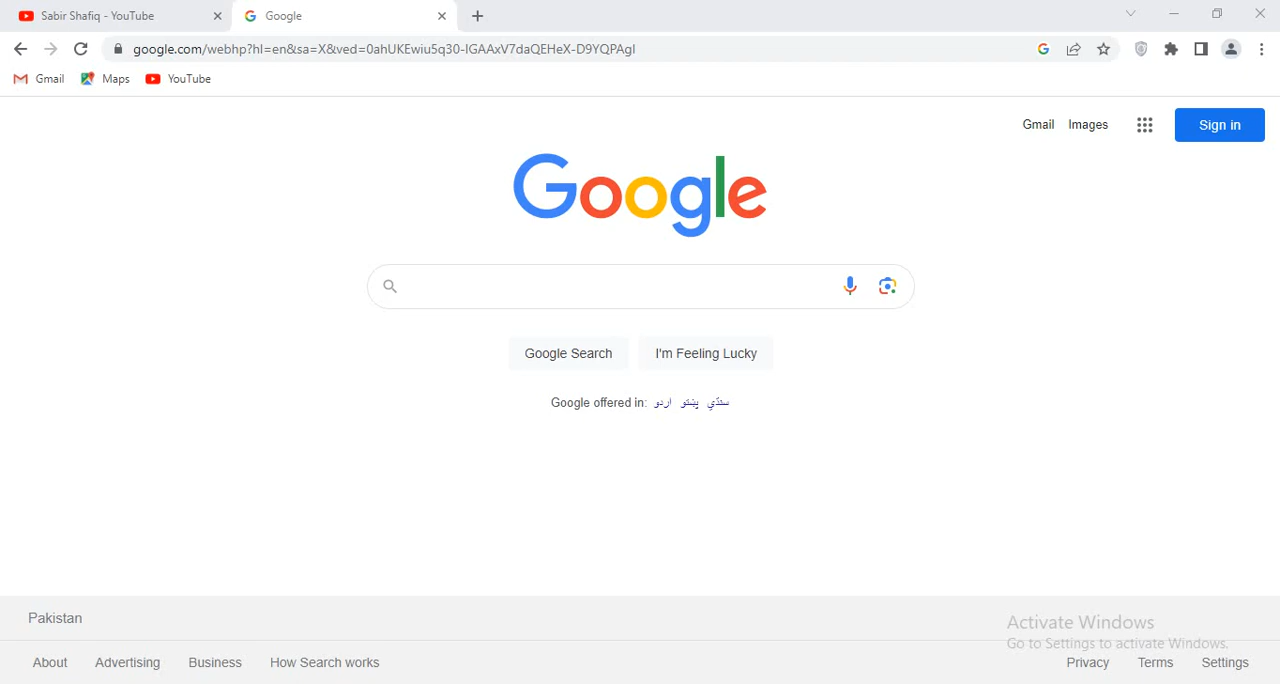 Sabir Shafiq - YouTube
Google
google.com/webhp?hl=en&sa=X&ved=0ahUKEwiu5q30-IGAAxV7daQEHeX-D9YQPAgI
Gmail Maps YouTube
Gmail Images Sign in
Google
Google Search I'm Feeling Lucky
Google offered in: اردو پښتو سنڌي
Pakistan
Activate Windows
Go to Settings to activate Windows.
About Advertising Business How Search works Privacy Terms Settings